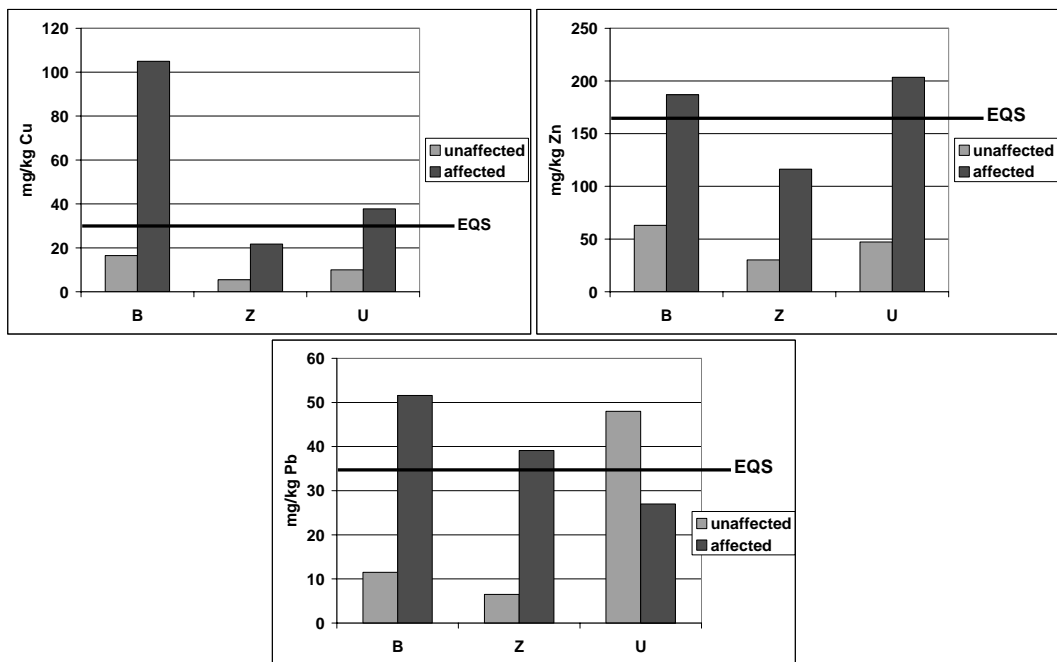 mg/kg Cu
120
100
80
60
40
20
0
B Z U
EQS
unaffected
affected
mg/kg Zn
250
200
150
100
50
0
B Z U
EQS
unaffected
affected
mg/kg Pb
60
50
40
30
20
10
0
B Z U
EQS
unaffected
affected